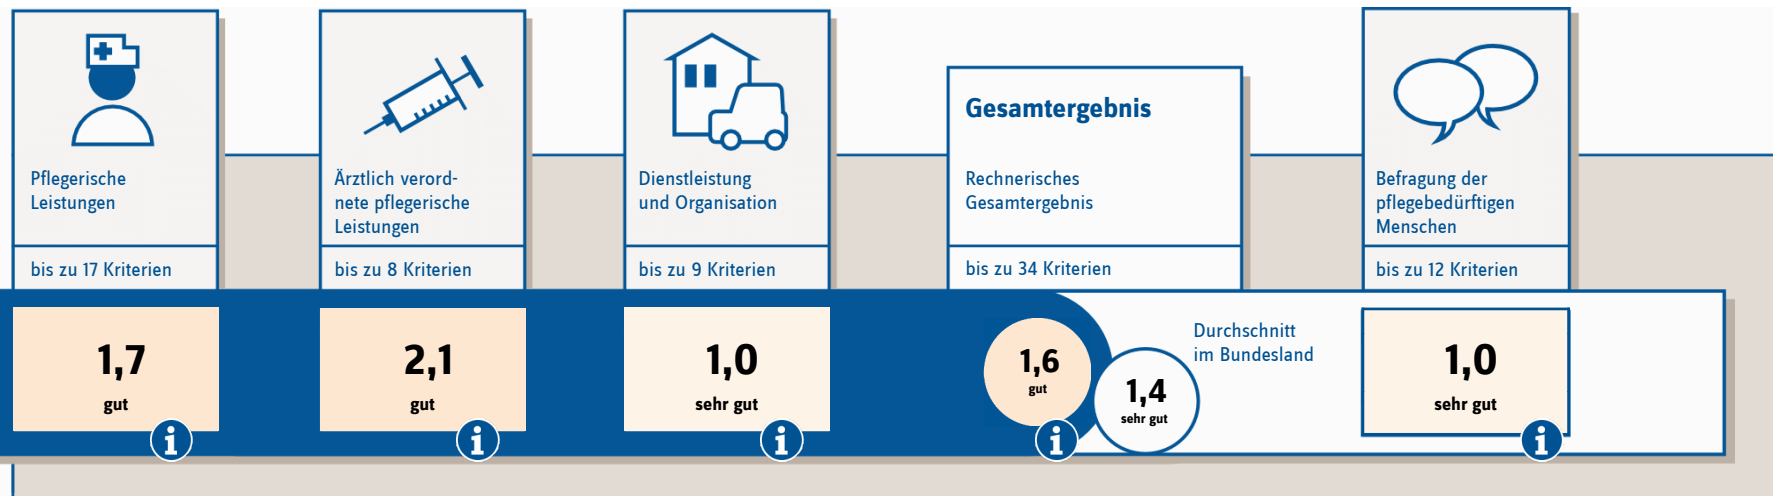 Pflegerische
Leistungen
bis zu 17 Kriterien
1,7
gut
i
Ärztlich verord-
nete pflegerische
Leistungen
bis zu 8 Kriterien
2,1
gut
i
Dienstleistung
und Organisation
bis zu 9 Kriterien
1,0
sehr gut
i
Gesamtergebnis
Rechnerisches
Gesamtergebnis
bis zu 34 Kriterien
1,6
gut
i
1,4
sehr gut
Durchschnitt
im Bundesland
Befragung der
pflegebedürftigen
Menschen
bis zu 12 Kriterien
1,0
sehr gut
i